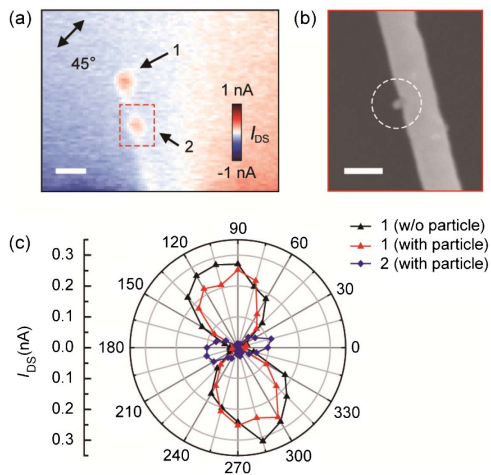 (a)
1
45°
1 nA
I_DS
-1 nA
2
(b)
1 (w/o particle)
1 (with particle)
2 (with particle)
(c)
I_DS(nA)
0.3
0.2
0.1
0.0
0.1
0.2
0.3
90
60
30
0
330
300
270
240
210
180
150
120